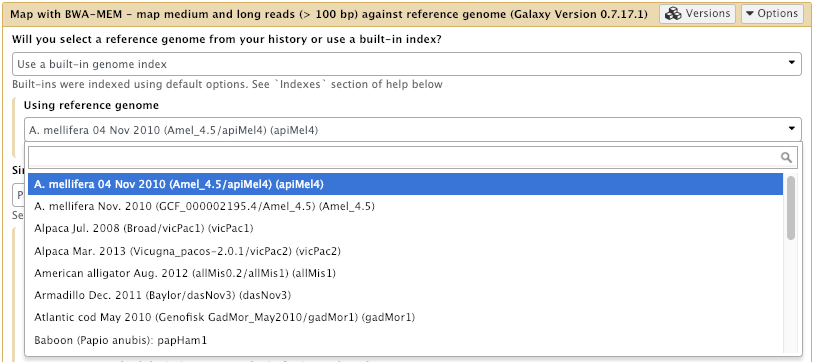 Map with BWA-MEM - map medium and long reads (> 100 bp) against reference genome (Galaxy Version 0.7.17.1) Versions Options
Will you select a reference genome from your history or use a built-in index?
Use a built-in genome index
Built-ins were indexed using default options. See `Indexes` section of help below
Using reference genome
A. mellifera 04 Nov 2010 (Amel_4.5/apiMel4) (apiMel4)
A. mellifera 04 Nov 2010 (Amel_4.5/apiMel4) (apiMel4)
A. mellifera Nov. 2010 (GCF_000002195.4/Amel_4.5) (Amel_4.5)
Alpaca Jul. 2008 (Broad/vicPac1) (vicPac1)
Alpaca Mar. 2013 (Vicugna_pacos-2.0.1/vicPac2) (vicPac2)
American alligator Aug. 2012 (allMis0.2/allMis1) (allMis1)
Armadillo Dec. 2011 (Baylor/dasNov3) (dasNov3)
Atlantic cod May 2010 (Genofisk GadMor_May2010/gadMor1) (gadMor1)
Baboon (Papio anubis): papHam1